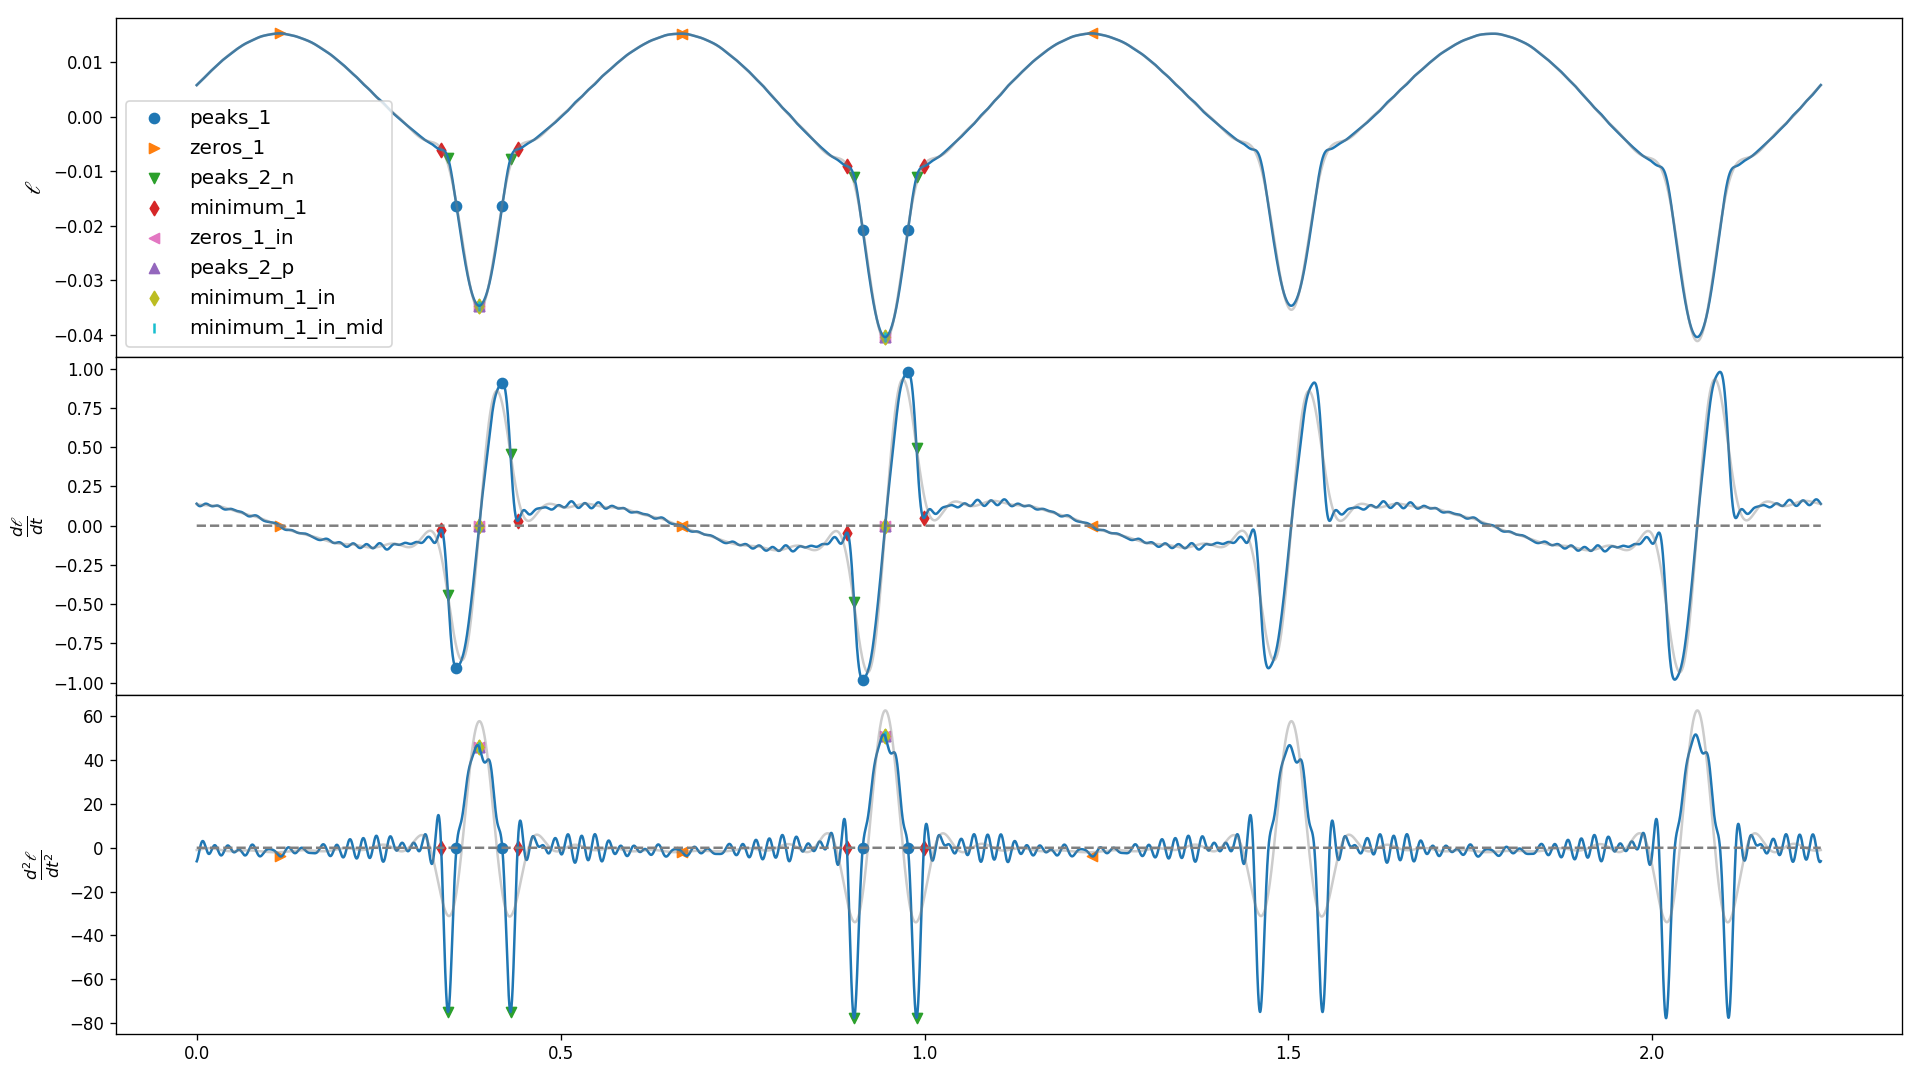 0.01
0.00
−0.01
−0.02
−0.03
−0.04
ℓ
peaks_1
zeros_1
peaks_2_n
minimum_1
zeros_1_in
peaks_2_p
minimum_1_in
minimum_1_in_mid
1.00
0.75
0.50
0.25
0.00
−0.25
−0.50
−0.75
−1.00
dℓ
dt
60
40
20
0
−20
−40
−60
−80
d²ℓ
dt²
0.0 0.5 1.0 1.5 2.0